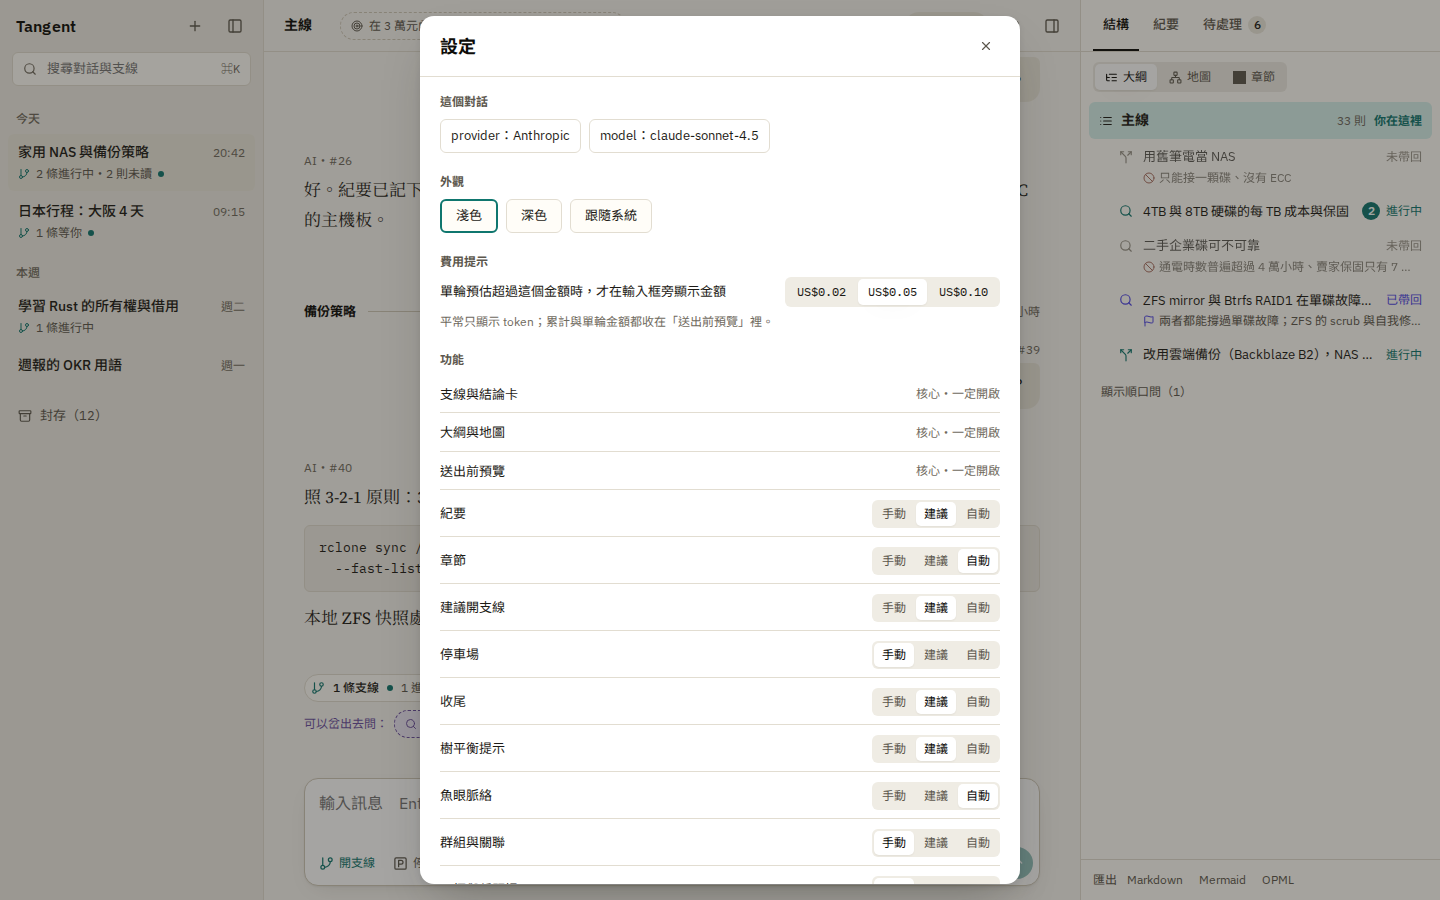 Tangent
搜尋對話與支線 ⌘K
今天
家用 NAS 與備份策略 20:42
2 條進行中・2 則未讀
日本行程：大阪 4 天 09:15
1 條等你
本週
學習 Rust 的所有權與借用 週二
1 條進行中
週報的 OKR 用語 週一
封存（12）
主線
在 3 萬元
AI・#26
好。紀要已記下
C
的主機板。
備份策略
小時
#39
AI・#40
照 3-2-1 原則：
rclone sync /
--fast-list
本地 ZFS 快照
1 條支線 1 進
可以岔出去問：
輸入訊息 Ent
開支線
設定
這個對話
provider：Anthropic model：claude-sonnet-4.5
外觀
淺色 深色 跟隨系統
費用提示
單輪預估超過這個金額時，才在輸入框旁顯示金額 US$0.02 US$0.05 US$0.10
平常只顯示 token；累計與單輪金額都收在「送出前預覽」裡。
功能
支線與結論卡 核心・一定開啟
大綱與地圖 核心・一定開啟
送出前預覽 核心・一定開啟
紀要 手動 建議 自動
章節 手動 建議 自動
建議開支線 手動 建議 自動
停車場 手動 建議 自動
收尾 手動 建議 自動
樹平衡提示 手動 建議 自動
魚眼脈絡 手動 建議 自動
群組與關聯 手動 建議 自動
結構 紀要 待處理 6
大綱 地圖 章節
主線 33 則 你在這裡
用舊筆電當 NAS 未帶回
只能接一顆碟、沒有 ECC
4TB 與 8TB 硬碟的每 TB 成本與保固 2 進行中
二手企業碟可不可靠 未帶回
通電時數普遍超過 4 萬小時、賣家保固只有 7 ...
ZFS mirror 與 Btrfs RAID1 在單碟故障... 已帶回
兩者都能撐過單碟故障；ZFS 的 scrub 與自我修...
改用雲端備份（Backblaze B2），NAS ... 進行中
顯示順口問（1）
匯出 Markdown Mermaid OPML